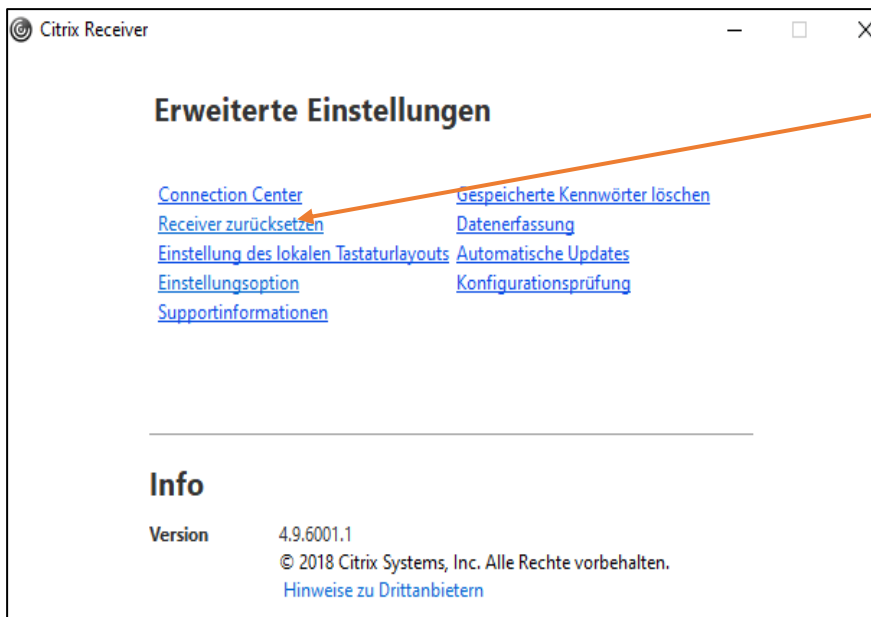 Citrix Receiver
Erweiterte Einstellungen
Connection Center
Receiver zurücksetzen
Einstellung des lokalen Tastaturlayouts
Einstellungsoption
Supportinformationen
Gespeicherte Kennwörter löschen
Datenerfassung
Automatische Updates
Konfigurationsprüfung
Info
Version 4.9.6001.1
© 2018 Citrix Systems, Inc. Alle Rechte vorbehalten.
Hinweise zu Drittanbietern